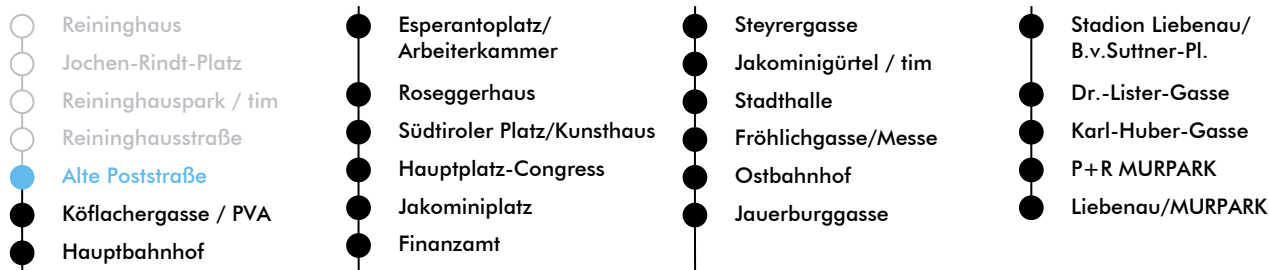 Reininghaus
Jochen-Rindt-Platz
Reininghauspark / tim
Reininghausstraße
Alte Poststraße
Köflachergasse / PVA
Hauptbahnhof
Esperantoplatz/
Arbeiterkammer
Roseggerhaus
Südtiroler Platz/Kunsthaus
Hauptplatz-Congress
Jakominiplatz
Finanzamt
Steyrergasse
Jakominigürtel / tim
Stadthalle
Fröhlichgasse/Messe
Ostbahnhof
Jauerburggasse
Stadion Liebenau/
B.v.Suttner-Pl.
Dr.-Lister-Gasse
Karl-Huber-Gasse
P+R MURPARK
Liebenau/MURPARK